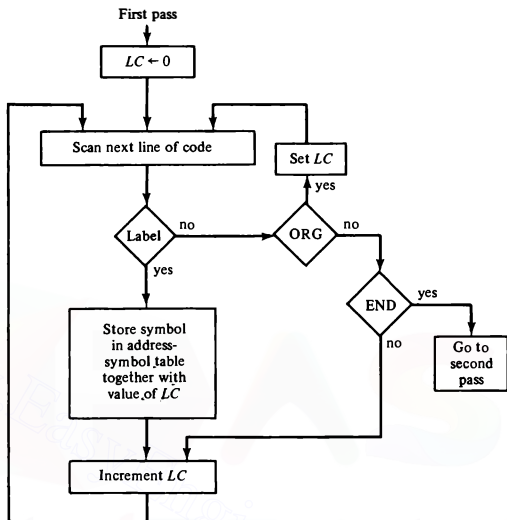 First pass
LC ← 0
Scan next line of code
Set LC
yes
Label
no
ORG
no
yes
END
yes
no
Store symbol
in address-
symbol table
together with
value of LC
Go to
second
pass
Increment LC